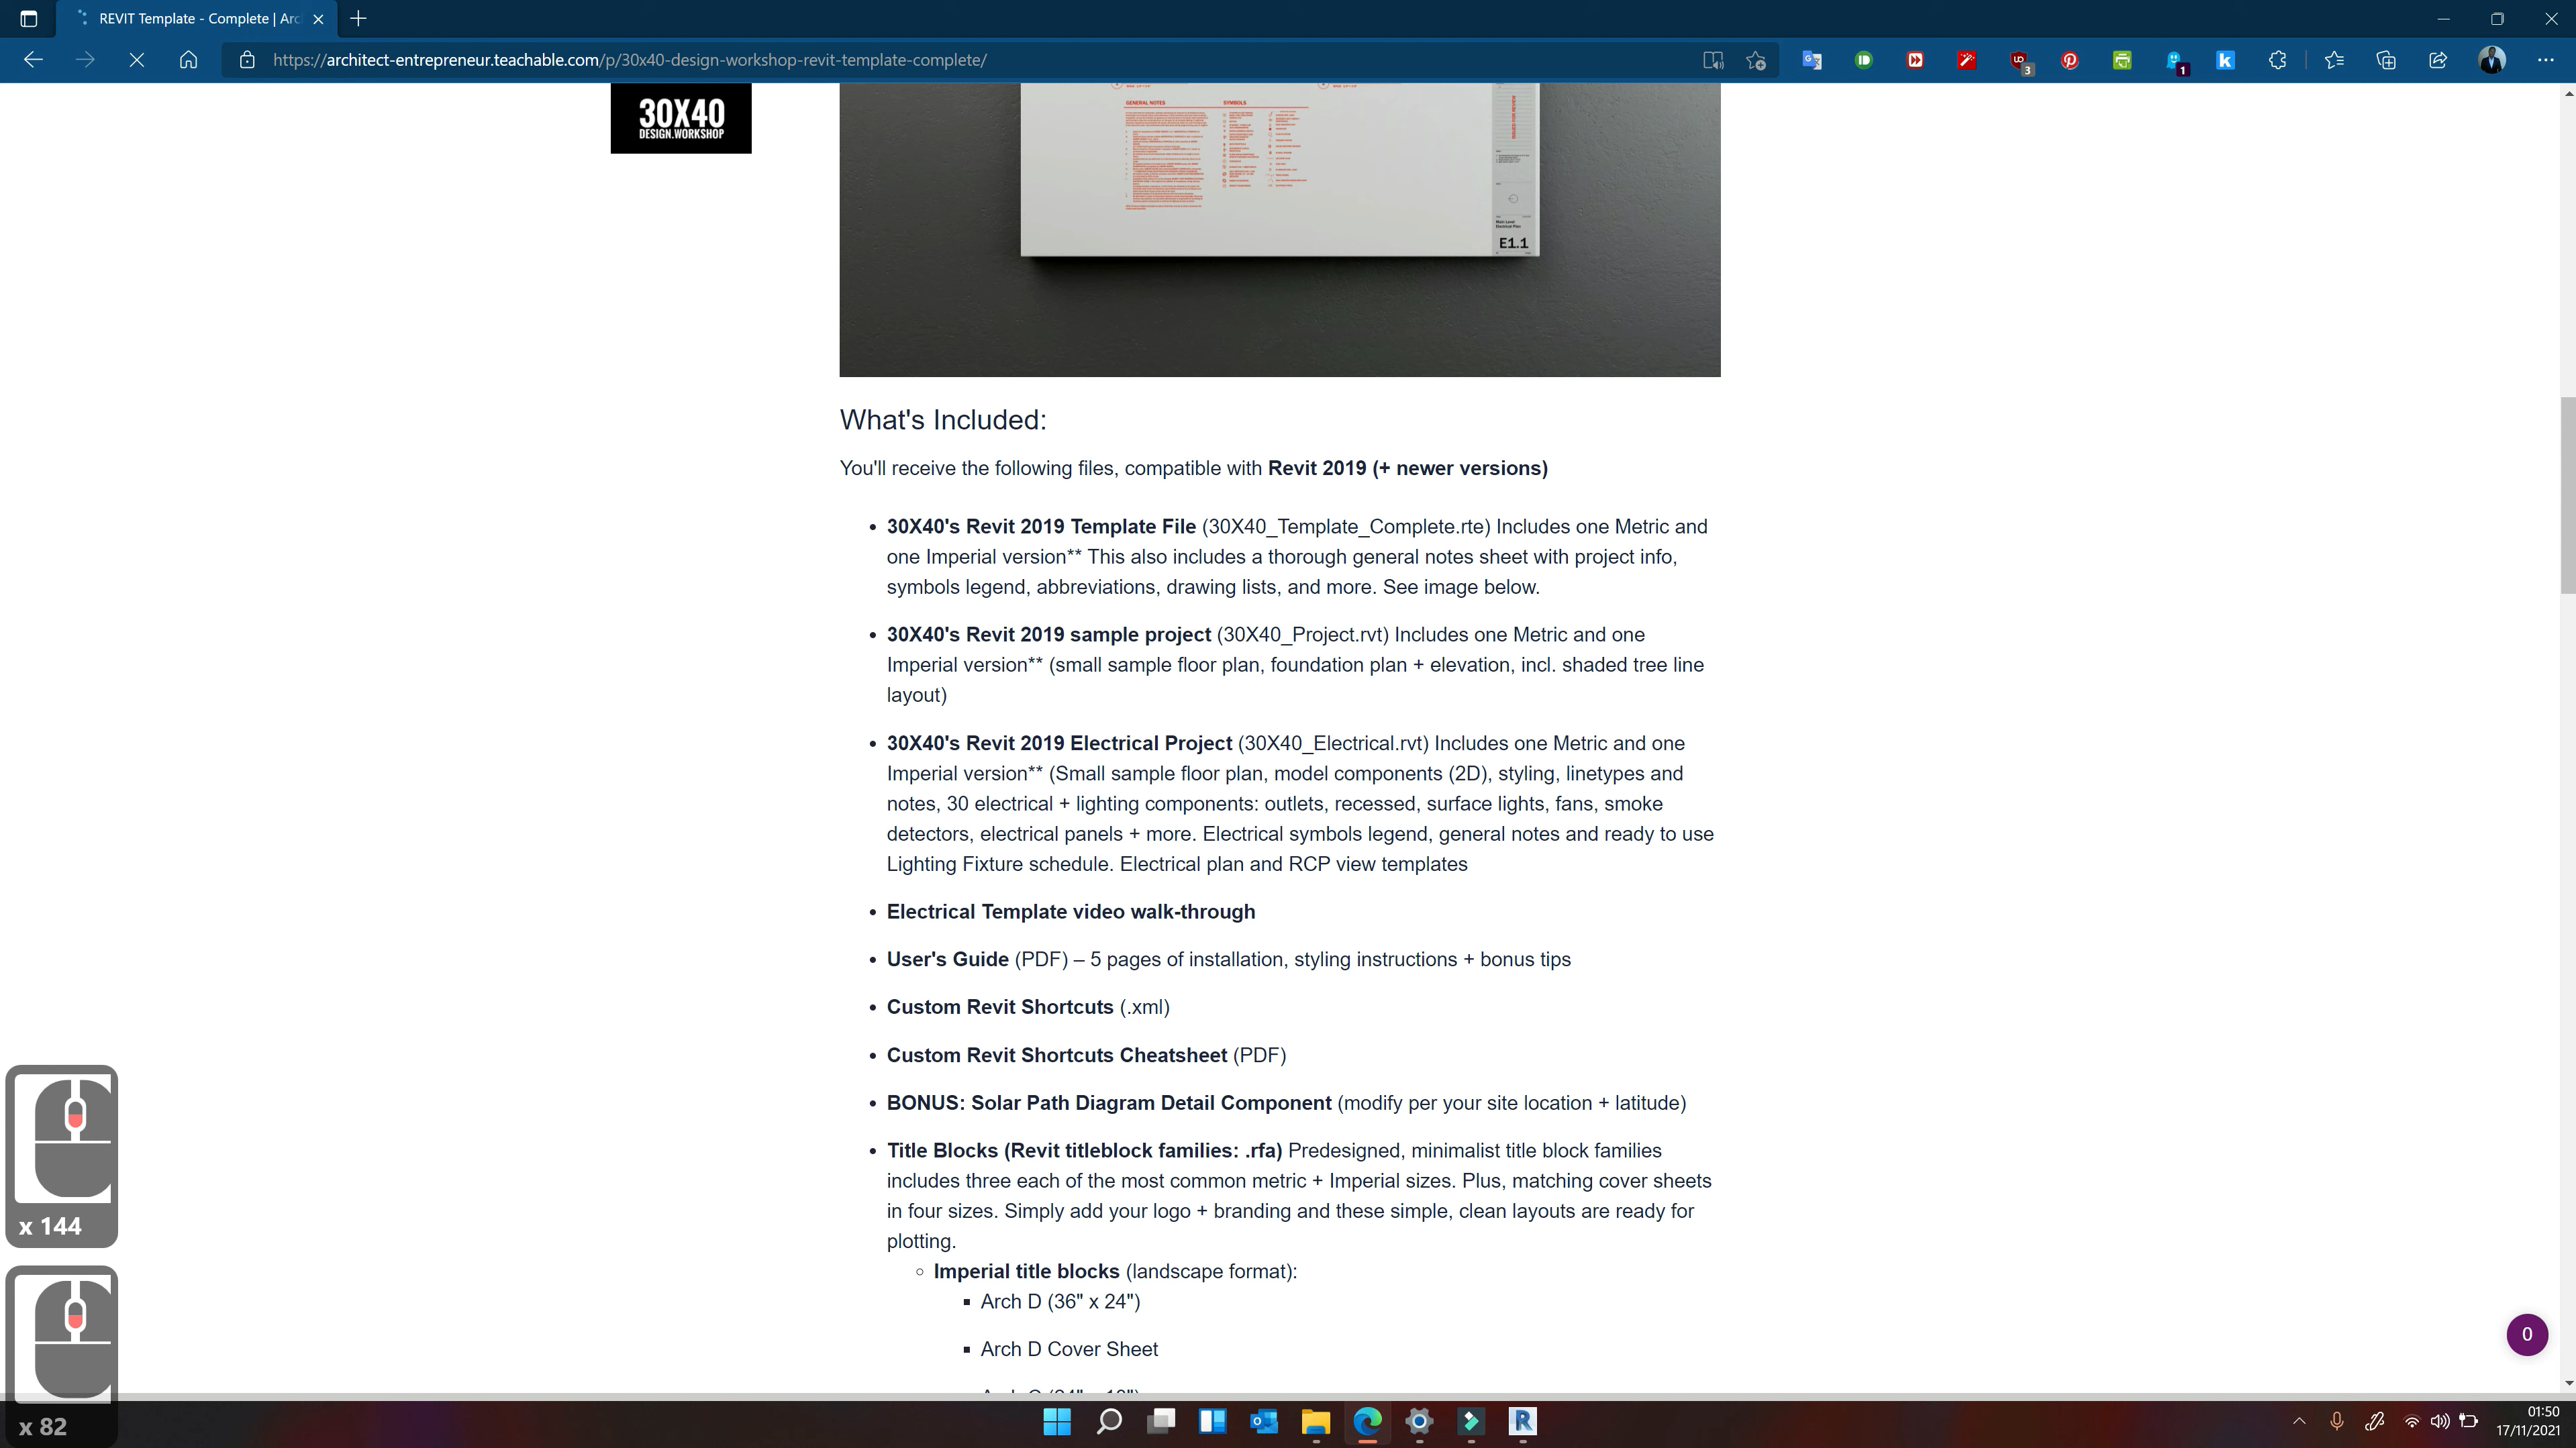 REVIT Template - Complete | Arc
https://architect-entrepreneur.teachable.com/p/30x40-design-workshop-revit-template-complete/
3
1
30X40
DESIGN.WORKSHOP
GENERAL NOTES
SYMBOLS
ISSUED FOR REVIEW
Main Level
Electrical Plan
E1.1
What's Included:
You'll receive the following files, compatible with Revit 2019 (+ newer versions)
• 30X40's Revit 2019 Template File (30X40_Template_Complete.rte) Includes one Metric and
one Imperial version** This also includes a thorough general notes sheet with project info,
symbols legend, abbreviations, drawing lists, and more. See image below.
• 30X40's Revit 2019 sample project (30X40_Project.rvt) Includes one Metric and one
Imperial version** (small sample floor plan, foundation plan + elevation, incl. shaded tree line
layout)
• 30X40's Revit 2019 Electrical Project (30X40_Electrical.rvt) Includes one Metric and one
Imperial version** (Small sample floor plan, model components (2D), styling, linetypes and
notes, 30 electrical + lighting components: outlets, recessed, surface lights, fans, smoke
detectors, electrical panels + more. Electrical symbols legend, general notes and ready to use
Lighting Fixture schedule. Electrical plan and RCP view templates
• Electrical Template video walk-through
• User's Guide (PDF) – 5 pages of installation, styling instructions + bonus tips
• Custom Revit Shortcuts (.xml)
• Custom Revit Shortcuts Cheatsheet (PDF)
• BONUS: Solar Path Diagram Detail Component (modify per your site location + latitude)
• Title Blocks (Revit titleblock families: .rfa) Predesigned, minimalist title block families
includes three each of the most common metric + Imperial sizes. Plus, matching cover sheets
in four sizes. Simply add your logo + branding and these simple, clean layouts are ready for
plotting.
◦ Imperial title blocks (landscape format):
▪ Arch D (36" x 24")
▪ Arch D Cover Sheet
x 144
x 82
0
01:50
17/11/2021